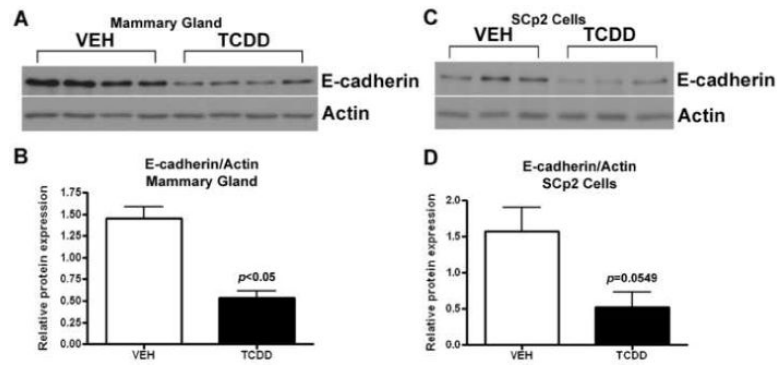 A
Mammary Gland
VEH
TCDD
E-cadherin
Actin
B
E-cadherin/Actin
Mammary Gland
Relative protein expression
1.75
1.50
1.25
1.00
0.75
0.50
0.25
0.00
p<0.05
VEH
TCDD
C
SCp2 Cells
VEH
TCDD
E-cadherin
Actin
D
E-cadherin/Actin
SCp2 Cells
Relative protein expression
2.0
1.5
1.0
0.5
0.0
p=0.0549
VEH
TCDD